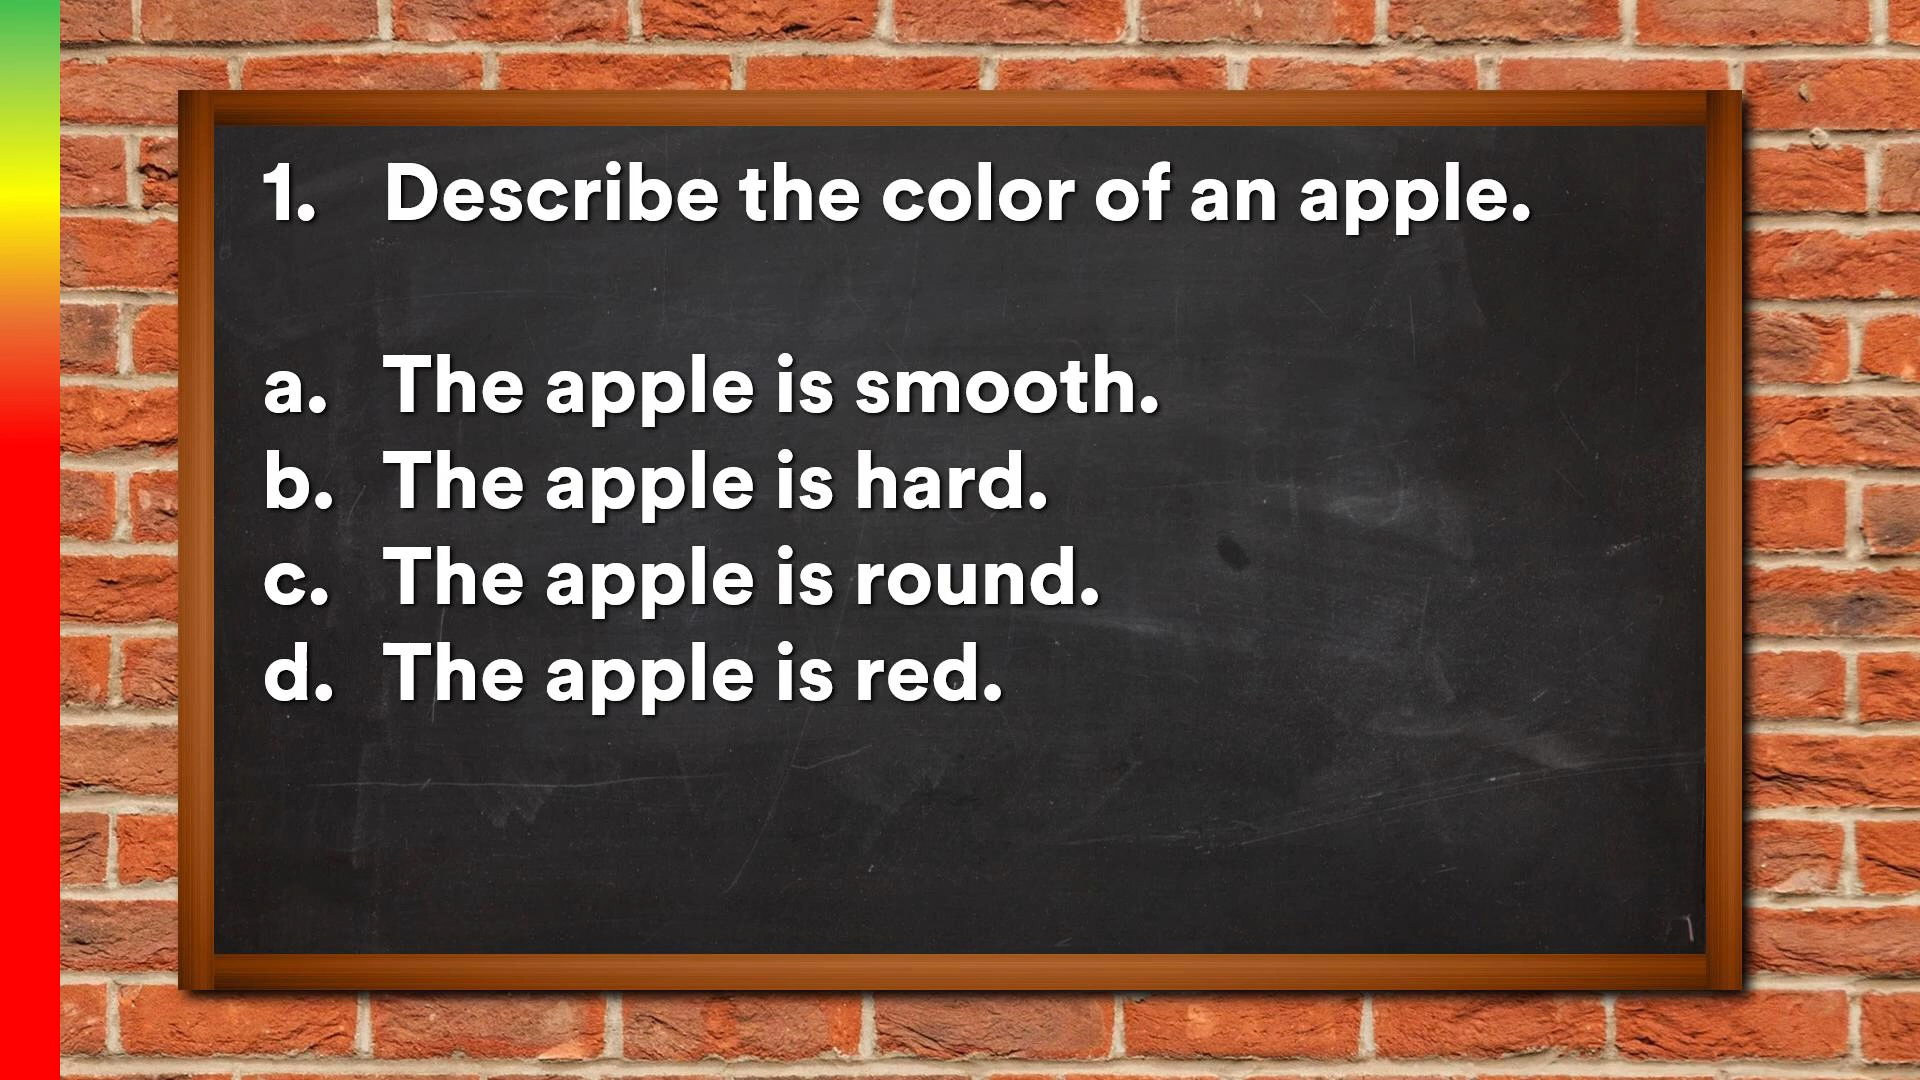 1. Describe the color of an apple.
a. The apple is smooth.
b. The apple is hard.
c. The apple is round.
d. The apple is red.